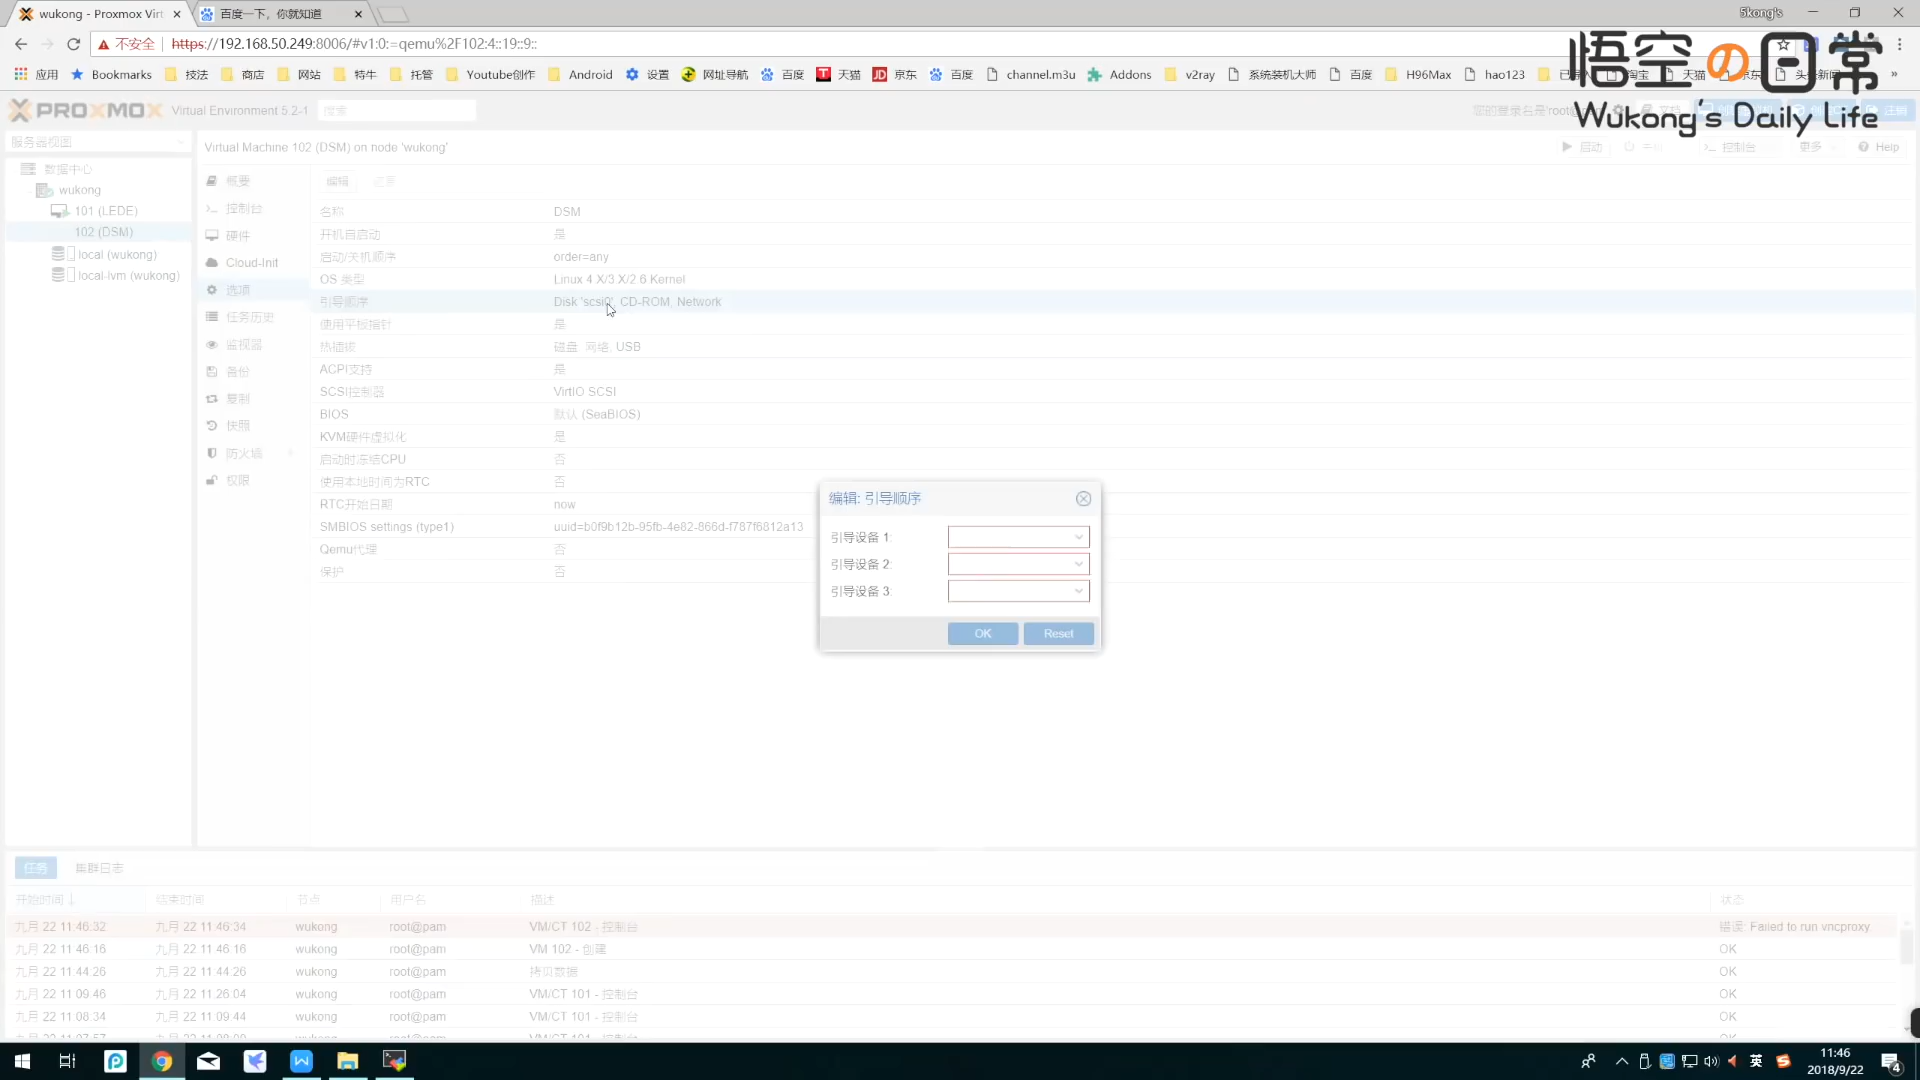 wukong - Proxmox Virt
百度一下，你就知道
5kong's
不安全
https://192.168.50.249:8006/#v1:0:=qemu%2F102:4::19::9::
应用 Bookmarks 技法 商店 网站 特牛 托管 Youtube创作 Android 设置 网址导航 百度 天猫 京东 百度 channel.m3u Addons v2ray 系统装机大师 百度 H96Max hao123
悟空の日常
Wukong's Daily Life
PROXMOX Virtual Environment 5.2-1 搜索
服务器视图
Virtual Machine 102 (DSM) on node 'wukong'
启动 控制台 更多 Help
数据中心
wukong
101 (LEDE)
102 (DSM)
local (wukong)
local-lvm (wukong)
概要
控制台
硬件
Cloud-Init
选项
任务历史
监视器
备份
复制
快照
防火墙
权限
编辑
名称 DSM
开机自启动 是
启动/关机顺序 order=any
OS 类型 Linux 4.X/3.X/2.6 Kernel
引导顺序 Disk 'scsi0', CD-ROM, Network
使用平板指针 是
热插拔 磁盘, 网络, USB
ACPI支持 是
SCSI控制器 VirtIO SCSI
BIOS 默认 (SeaBIOS)
KVM硬件虚拟化 是
启动时冻结CPU 否
使用本地时间为RTC 否
RTC开始日期 now
SMBIOS settings (type1) uuid=b0f9b12b-95fb-4e82-866d-f787f6812a13
Qemu代理 否
保护 否
编辑: 引导顺序
引导设备 1:
引导设备 2:
引导设备 3:
OK Reset
任务 集群日志
开始时间 结束时间 节点 用户名 描述 状态
九月 22 11:46:32 九月 22 11:46:34 wukong root@pam VM/CT 102 - 控制台 错误: Failed to run vncproxy.
九月 22 11:46:16 九月 22 11:46:16 wukong root@pam VM 102 - 创建 OK
九月 22 11:44:26 九月 22 11:44:26 wukong root@pam 拷贝数据 OK
九月 22 11:09:46 九月 22 11:26:04 wukong root@pam VM/CT 101 - 控制台 OK
九月 22 11:08:34 九月 22 11:09:44 wukong root@pam VM/CT 101 - 控制台 OK
英
11:46
2018/9/22
4